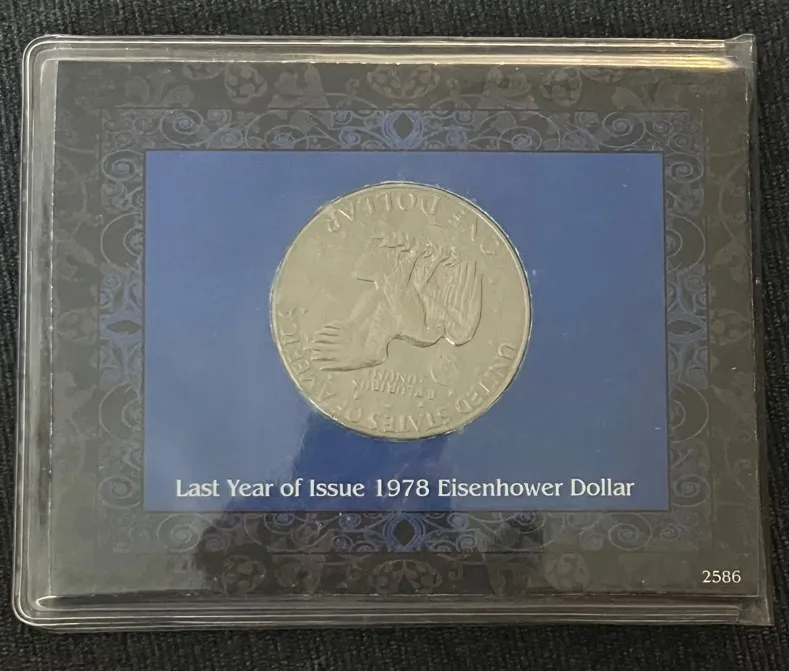 UNITED STATES OF AMERICA
E PLURIBUS
UNUM
ONE DOLLAR
Last Year of Issue 1978 Eisenhower Dollar
2586